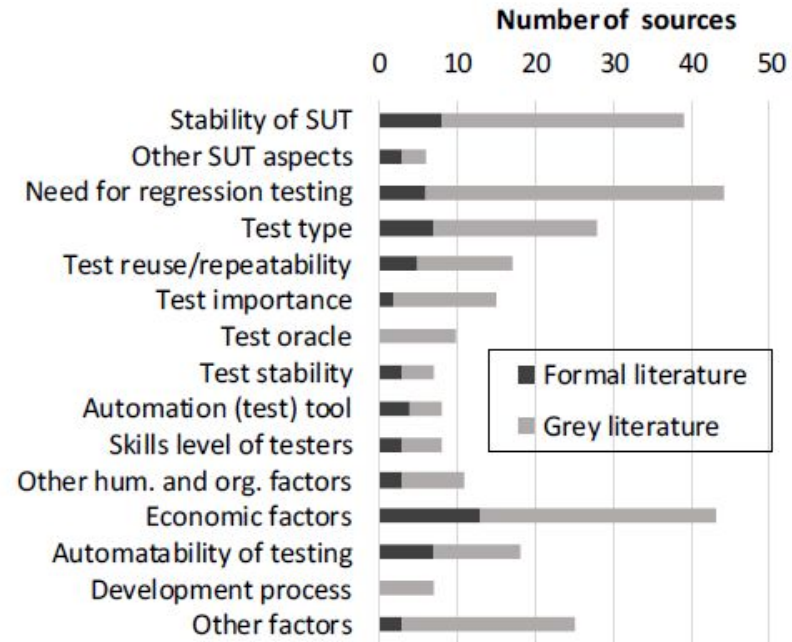 Number of sources
0 10 20 30 40 50
Stability of SUT
Other SUT aspects
Need for regression testing
Test type
Test reuse/repeatability
Test importance
Test oracle
Test stability
Automation (test) tool
Skills level of testers
Other hum. and org. factors
Economic factors
Automatability of testing
Development process
Other factors
Formal literature
Grey literature